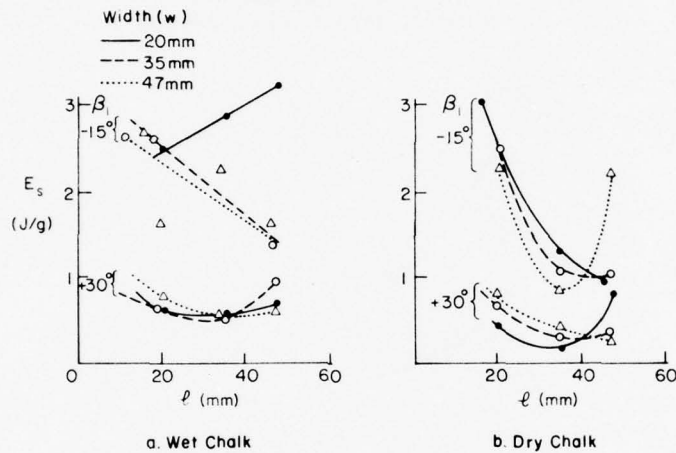 Width (w)
20mm
35mm
47mm
3
2
1
0
20
40
60
E s
(J/g)
β1
-15°
+30°
ℓ (mm)
a. Wet Chalk
3
2
1
0
20
40
60
β1
-15°
+30°
ℓ (mm)
b. Dry Chalk